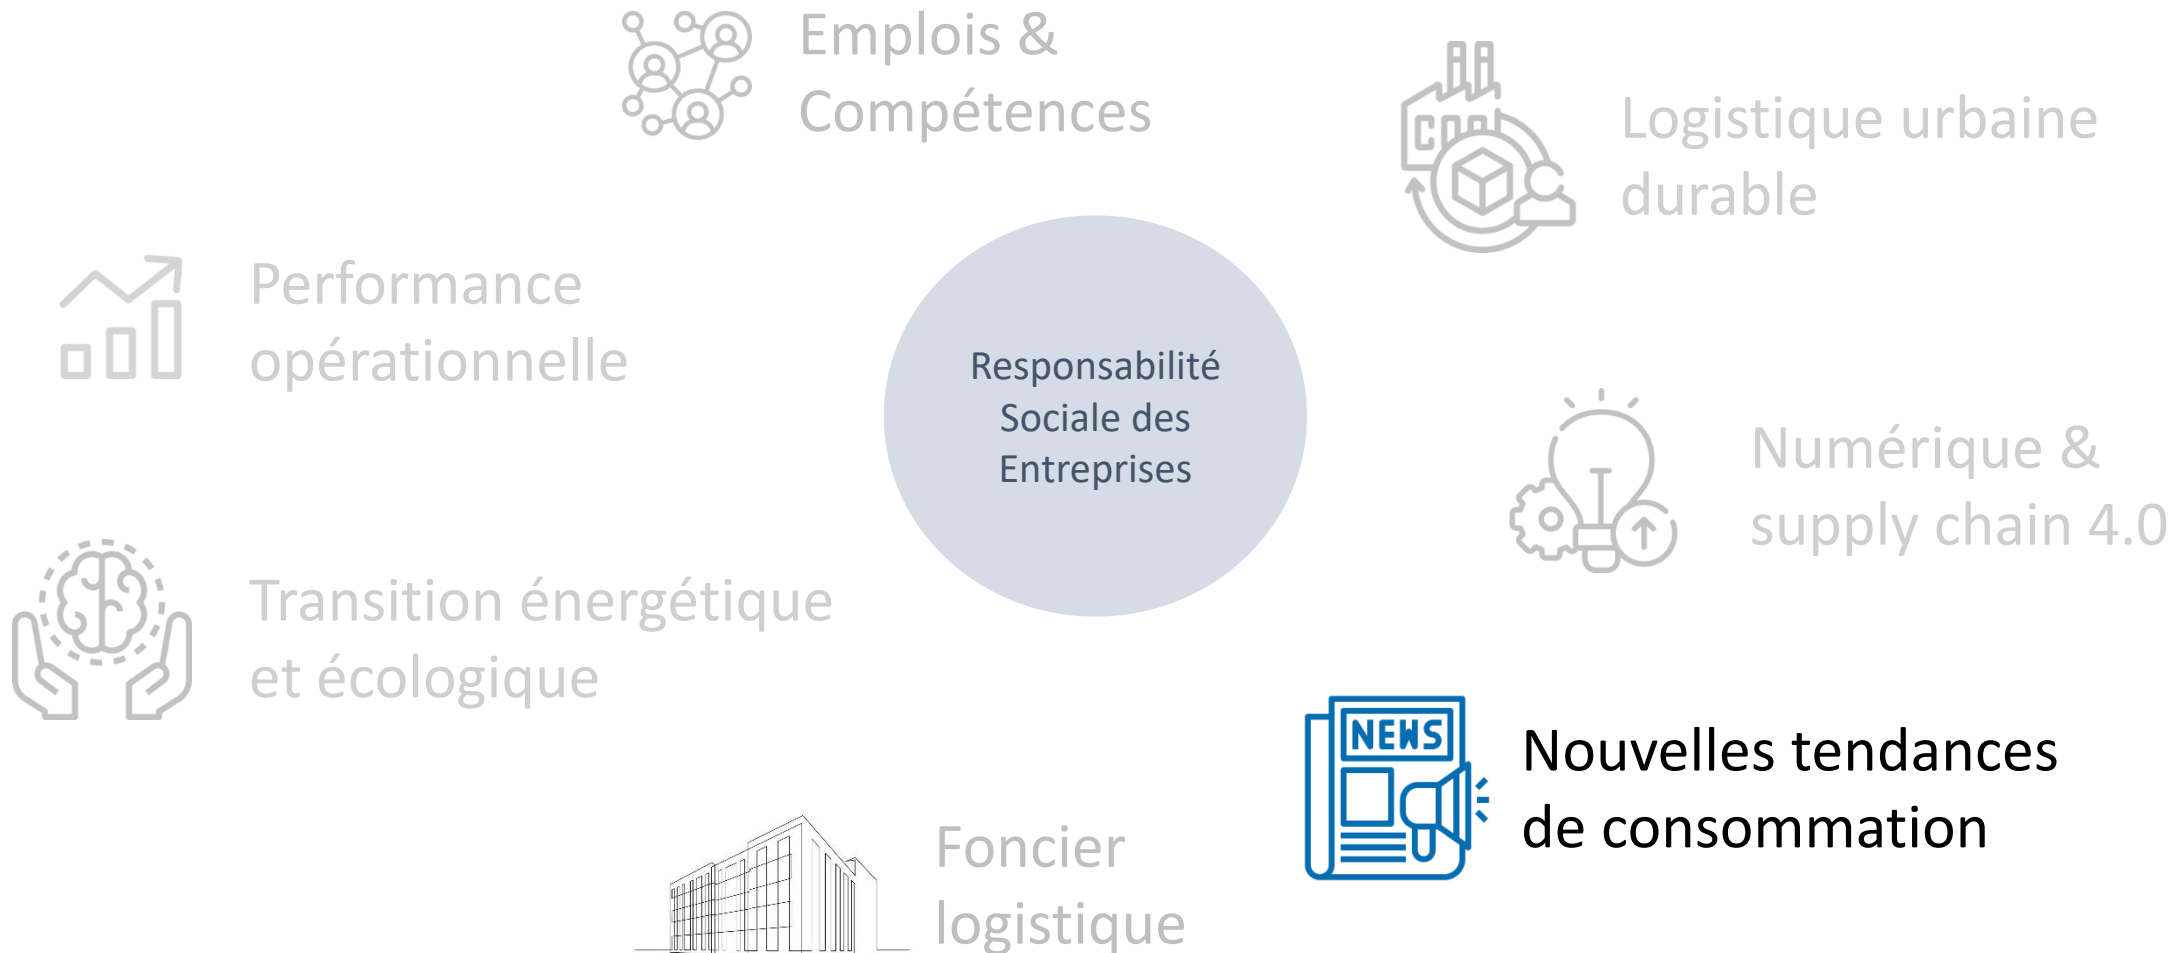 Emplois &
Compétences
Logistique urbaine
durable
Performance
opérationnelle
Responsabilité
Sociale des
Entreprises
Numérique &
supply chain 4.0
Transition énergétique
et écologique
NEWS
Nouvelles tendances
de consommation
Foncier
logistique